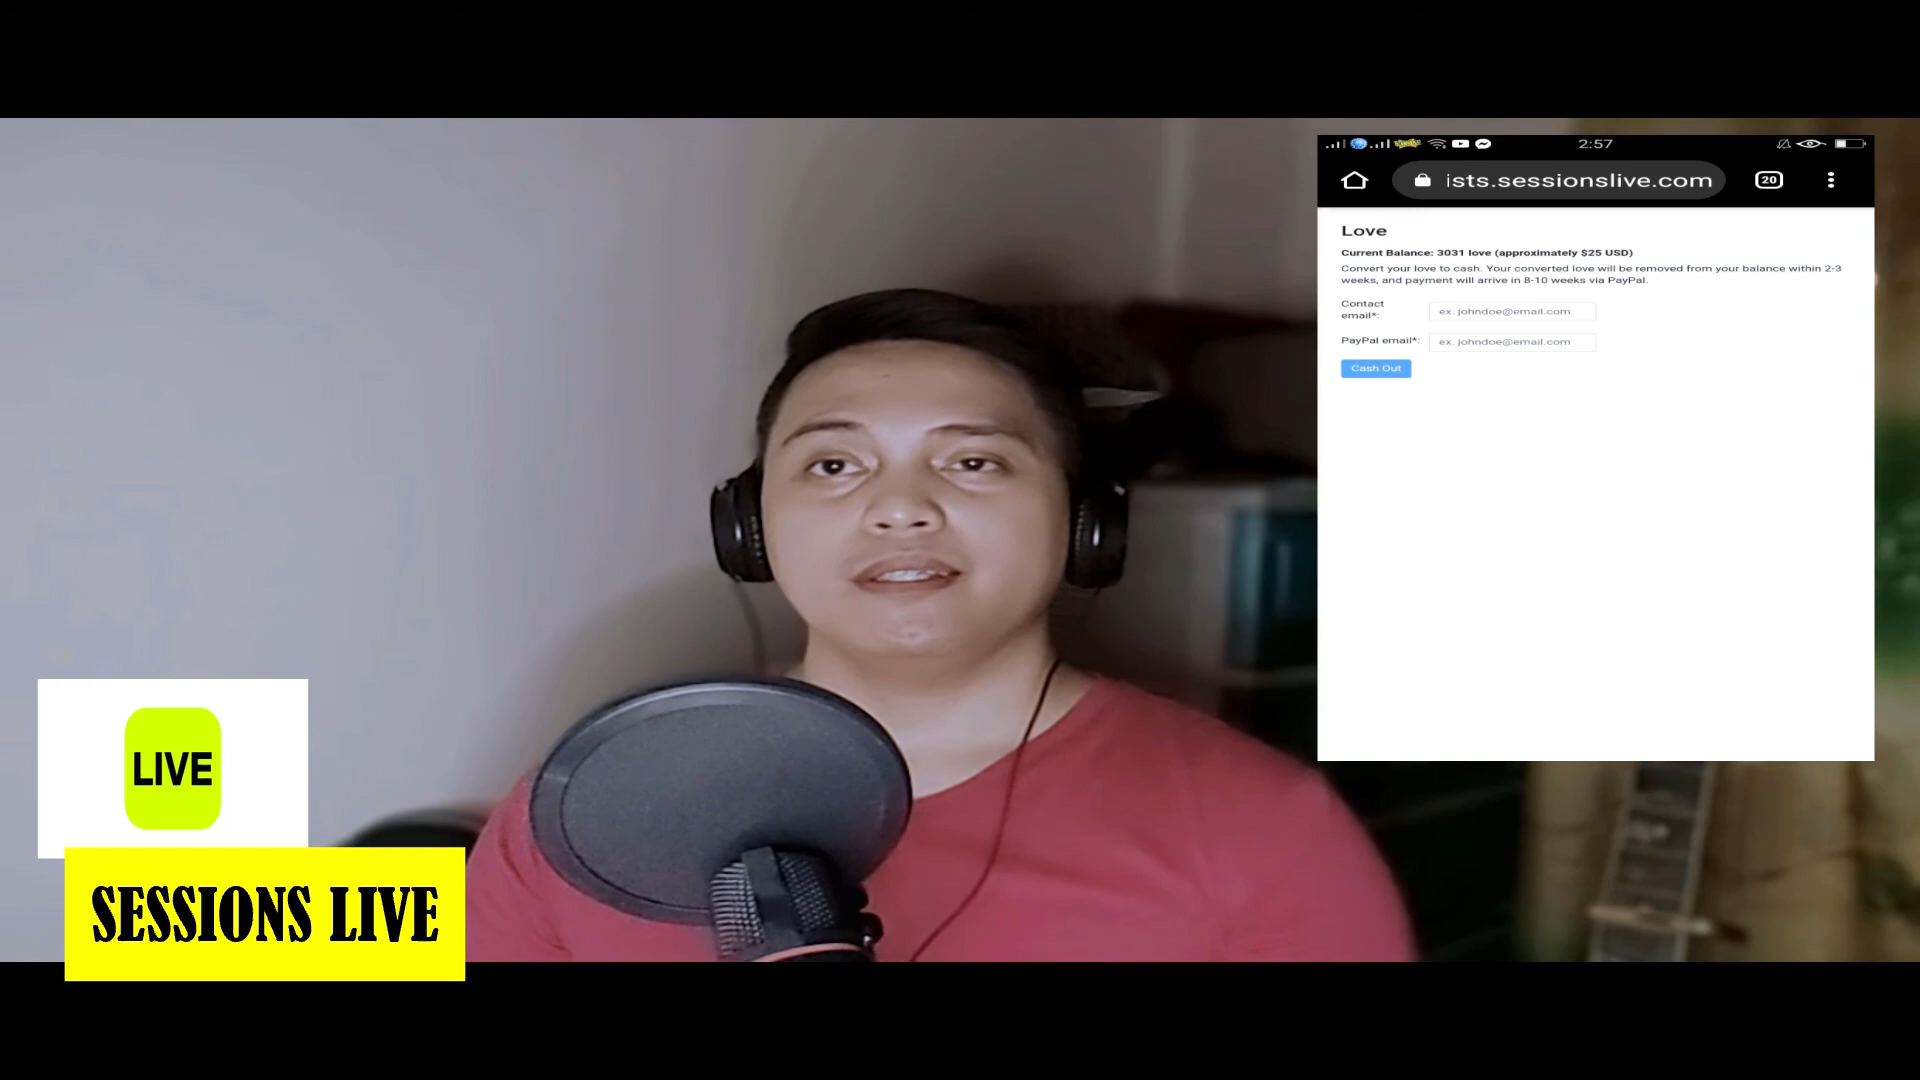 2:57
ists.sessionslive.com
20
Love
Current Balance: 3031 love (approximately $25 USD)
Convert your love to cash. Your converted love will be removed from your balance within 2-3
weeks, and payment will arrive in 8-10 weeks via PayPal.
Contact
email*:
ex. johndoe@email.com
PayPal email*:
ex. johndoe@email.com
Cash Out
LIVE
SESSIONS LIVE